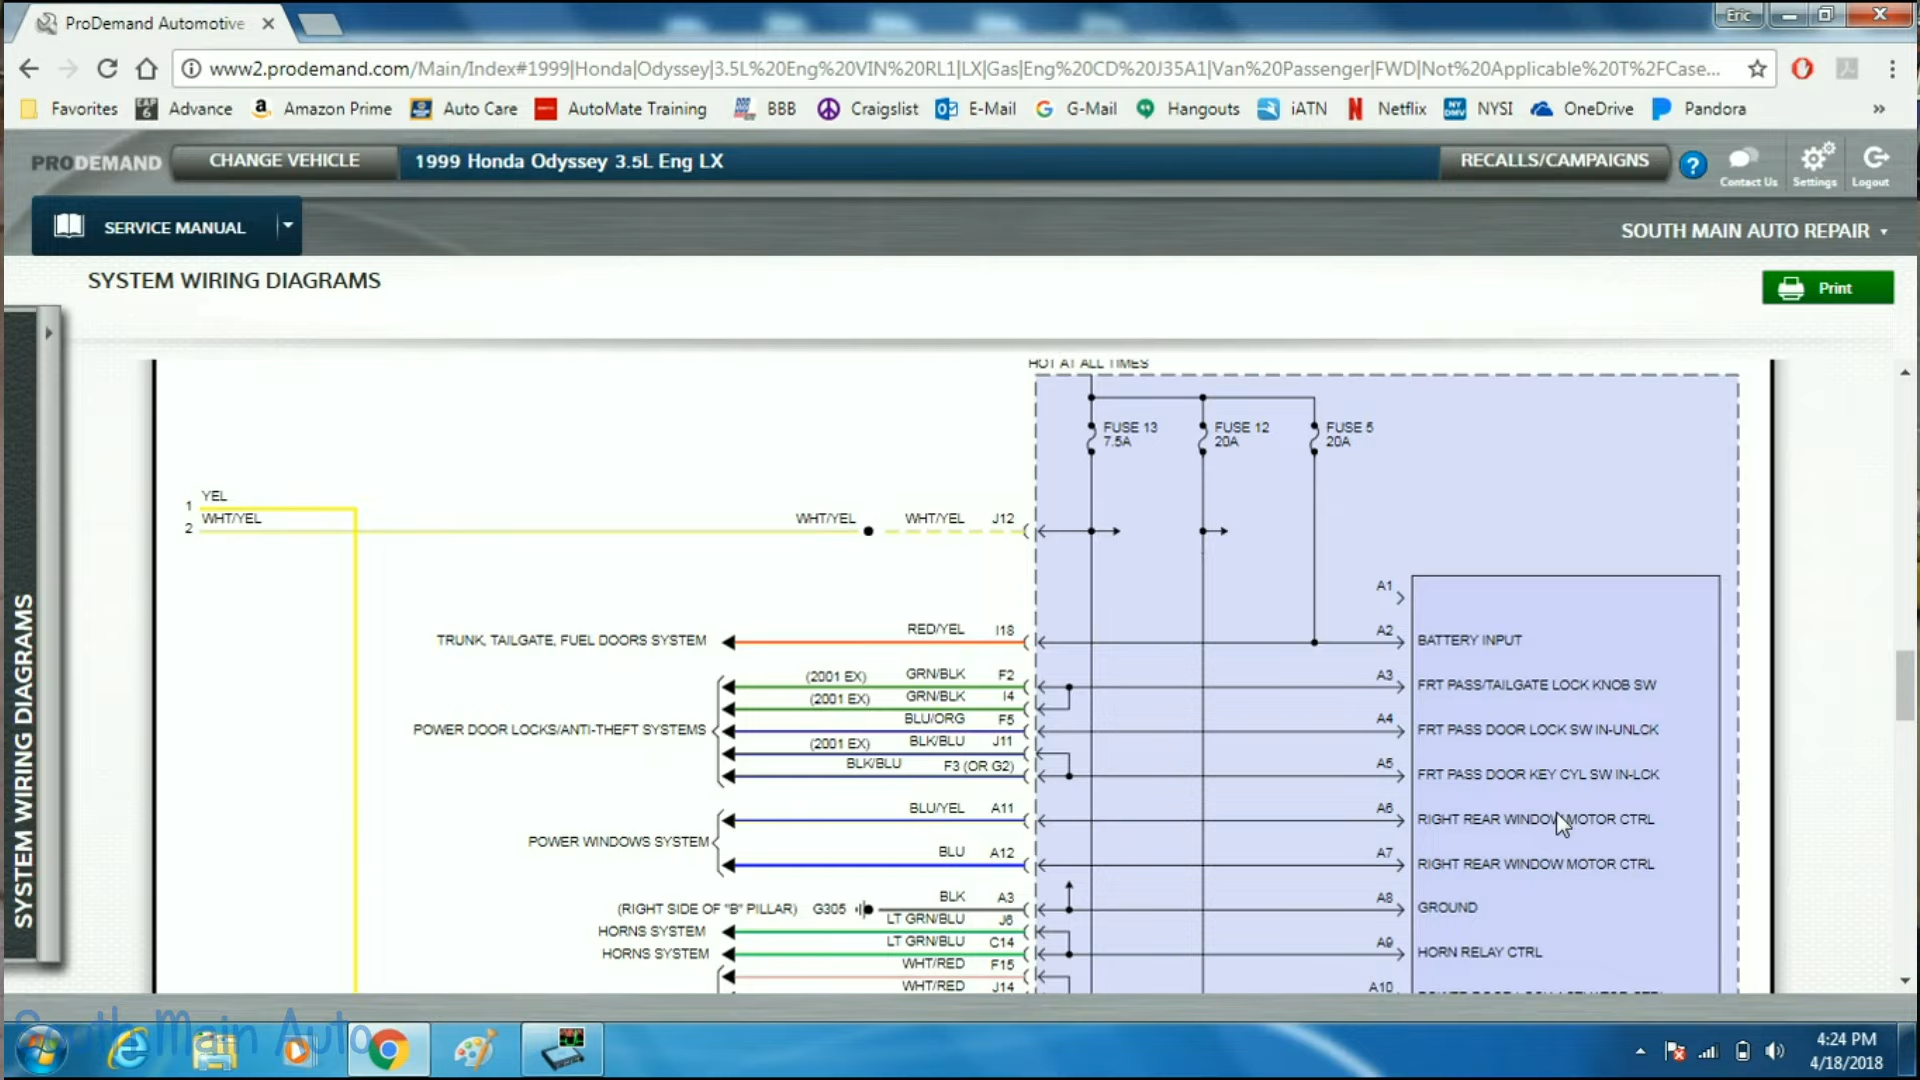 ProDemand Automotive
Eric
www2.prodemand.com/Main/Index#1999|Honda|Odyssey|3.5L%20Eng%20VIN%20RL1|LX|Gas|Eng%20CD%20J35A1|Van%20Passenger|FWD|Not%20Applicable%20T%2FCase...
Favorites Advance Amazon Prime Auto Care AutoMate Training BBB Craigslist E-Mail G-Mail Hangouts iATN Netflix NYSI OneDrive Pandora »
PRODEMAND CHANGE VEHICLE 1999 Honda Odyssey 3.5L Eng LX RECALLS/CAMPAIGNS ? Contact Us Settings Logout
SERVICE MANUAL SOUTH MAIN AUTO REPAIR
SYSTEM WIRING DIAGRAMS Print
SYSTEM WIRING DIAGRAMS
HOT AT ALL TIMES
FUSE 13 FUSE 12 FUSE 5
7.5A 20A 20A
1 YEL
2 WHT/YEL WHT/YEL WHT/YEL J12
A1
TRUNK, TAILGATE, FUEL DOORS SYSTEM RED/YEL I18 A2 BATTERY INPUT
(2001 EX) GRN/BLK F2 A3 FRT PASS/TAILGATE LOCK KNOB SW
(2001 EX) GRN/BLK I4
POWER DOOR LOCKS/ANTI-THEFT SYSTEMS BLU/ORG F5 A4 FRT PASS DOOR LOCK SW IN-UNLCK
(2001 EX) BLK/BLU J11
BLK/BLU F3 (OR G2) A5 FRT PASS DOOR KEY CYL SW IN-LCK
BLU/YEL A11 A6 RIGHT REAR WINDOW MOTOR CTRL
POWER WINDOWS SYSTEM
BLU A12 A7 RIGHT REAR WINDOW MOTOR CTRL
(RIGHT SIDE OF "B" PILLAR) G305 BLK A3 A8 GROUND
HORNS SYSTEM LT GRN/BLU J6
HORNS SYSTEM LT GRN/BLU C14 A9 HORN RELAY CTRL
WHT/RED F15
WHT/RED J14 A10
South Main Auto
4:24 PM
4/18/2018